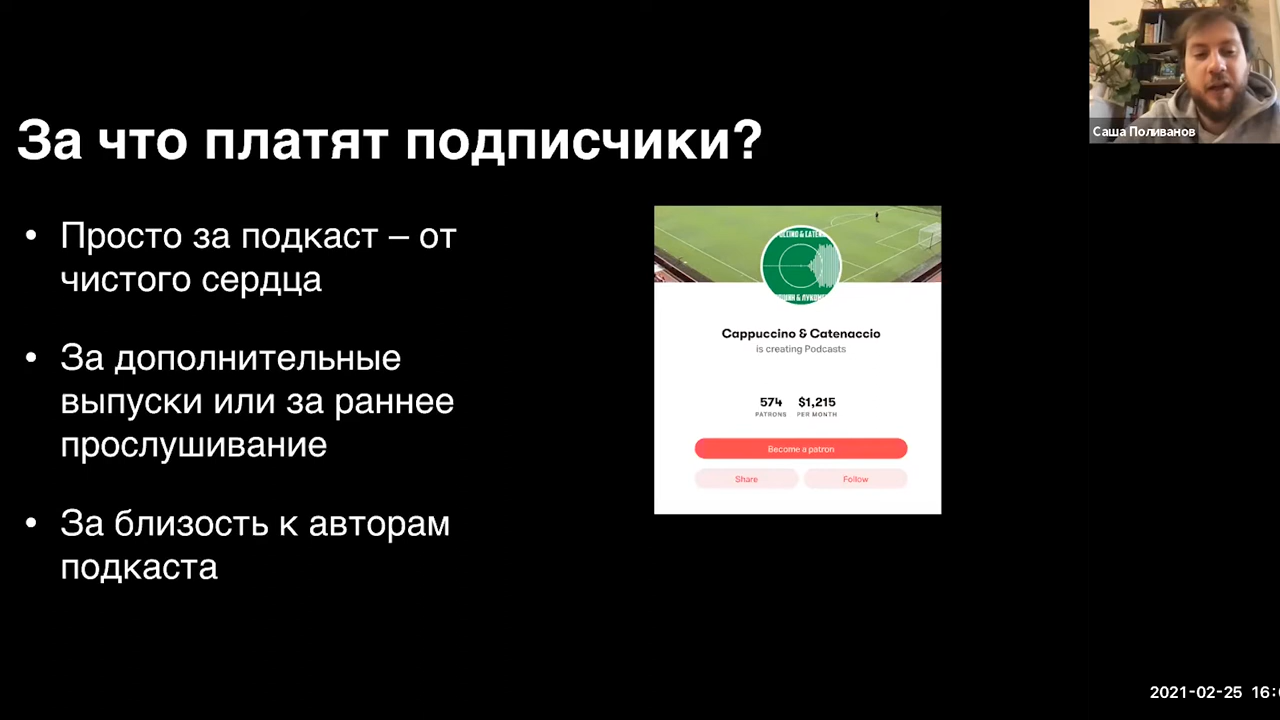 Саша Поливанов
За что платят подписчики?
• Просто за подкаст – от
чистого сердца
• За дополнительные
выпуски или за раннее
прослушивание
• За близость к авторам
подкаста
Cappuccino & Catenaccio
is creating Podcasts
574 $1,215
PATRONS PER MONTH
Become a patron
Share Follow
2021-02-25 16: